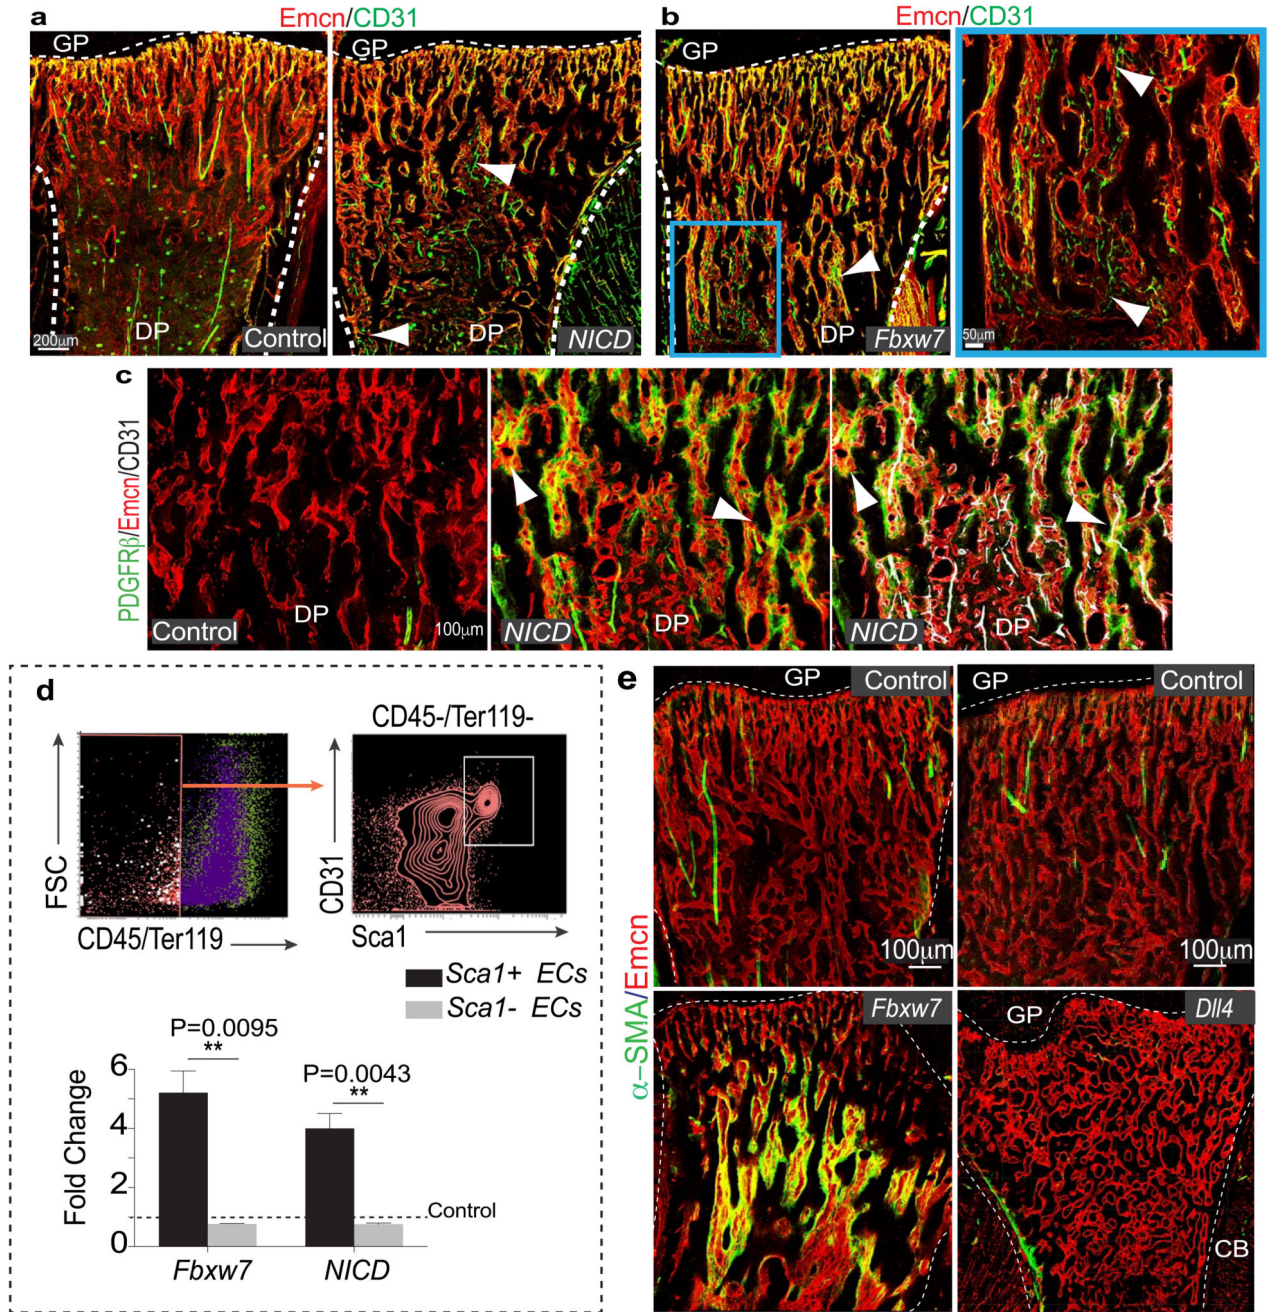 a
Emcn/CD31
GP
GP
200µm
DP
Control
DP
NICD
b
Emcn/CD31
GP
DP
Fbxw7
50µm
c
PDGFRβ/Emcn/CD31
Control
DP
100µm
NICD
DP
NICD
DP
d
CD45-/Ter119-
FSC
CD45/Ter119
CD31
Sca1
Sca1+ ECs
Sca1- ECs
P=0.0095
**
P=0.0043
**
Fold Change
6
4
2
0
Control
Fbxw7
NICD
e
α-SMA/Emcn
GP
Control
100µm
GP
Control
100µm
Fbxw7
GP
Dll4
CB